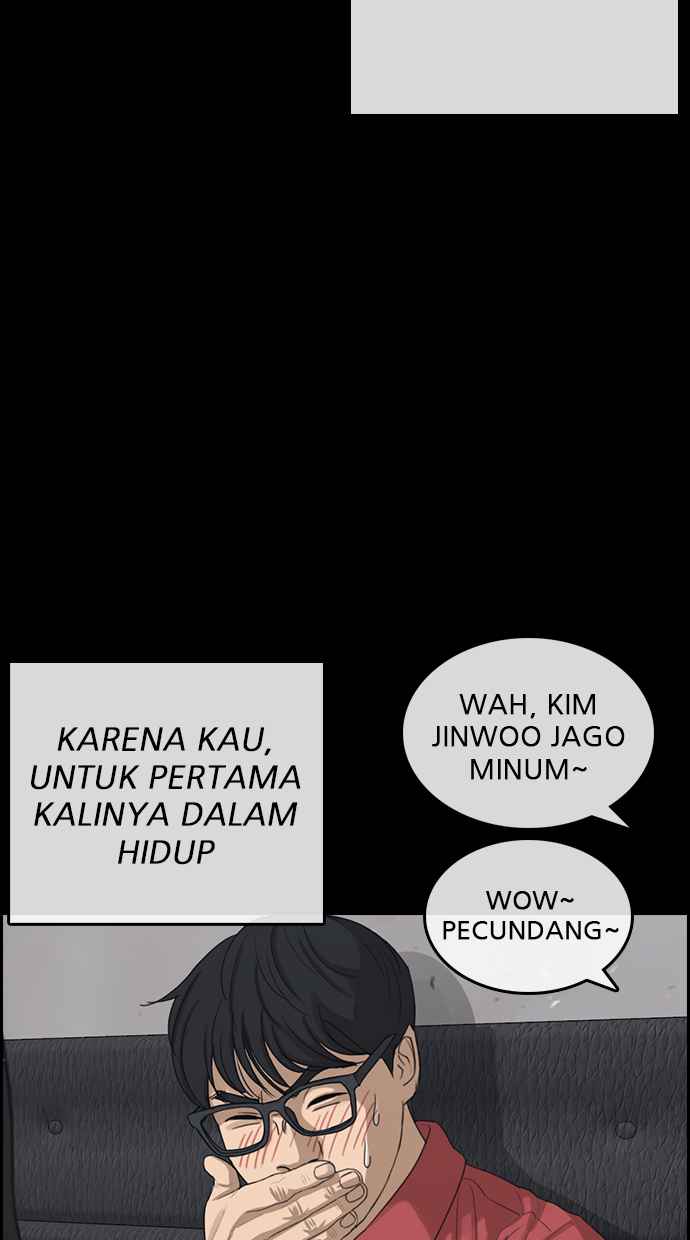 KARENA KAU,
UNTUK PERTAMA
KALINYA DALAM
HIDUP
WAH, KIM
JINWOO JAGO
MINUM~
WOW~
PECUNDANG~